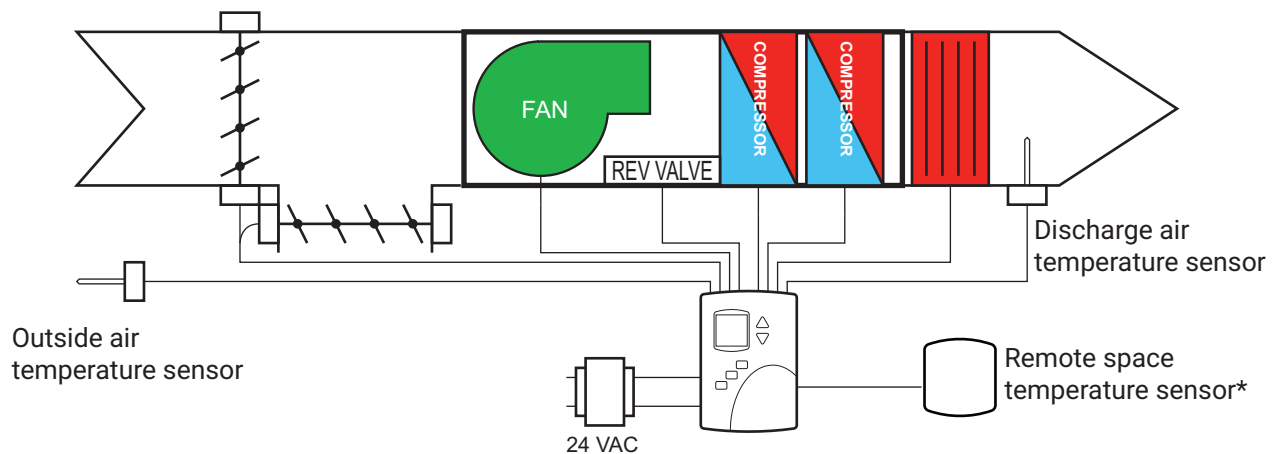 FAN
REV VALVE
COMPRESSOR
COMPRESSOR
Discharge air
temperature sensor
Outside air
temperature sensor
24 VAC
Remote space
temperature sensor*